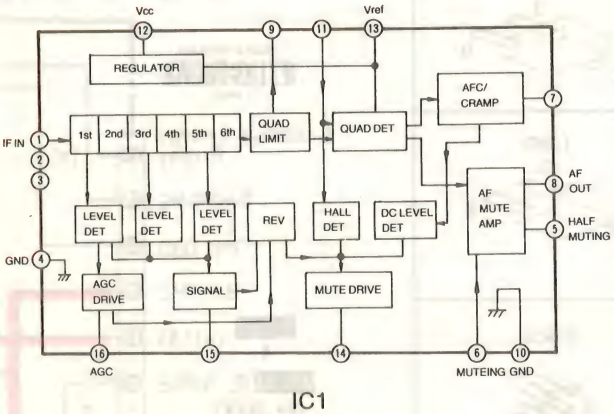 Vcc
Vref
12
9
11
13
REGULATOR
AFC/
CRAMP
7
IF IN
1
1st 2nd 3rd 4th 5th 6th
QUAD
LIMIT
QUAD DET
2
3
AF
MUTE
AMP
8
AF
OUT
5
HALF
MUTING
LEVEL
DET
LEVEL
DET
LEVEL
DET
REV
HALL
DET
DC LEVEL
DET
GND
4
AGC
DRIVE
SIGNAL
MUTE DRIVE
16
15
14
6
10
AGC
MUTEING GND
IC1